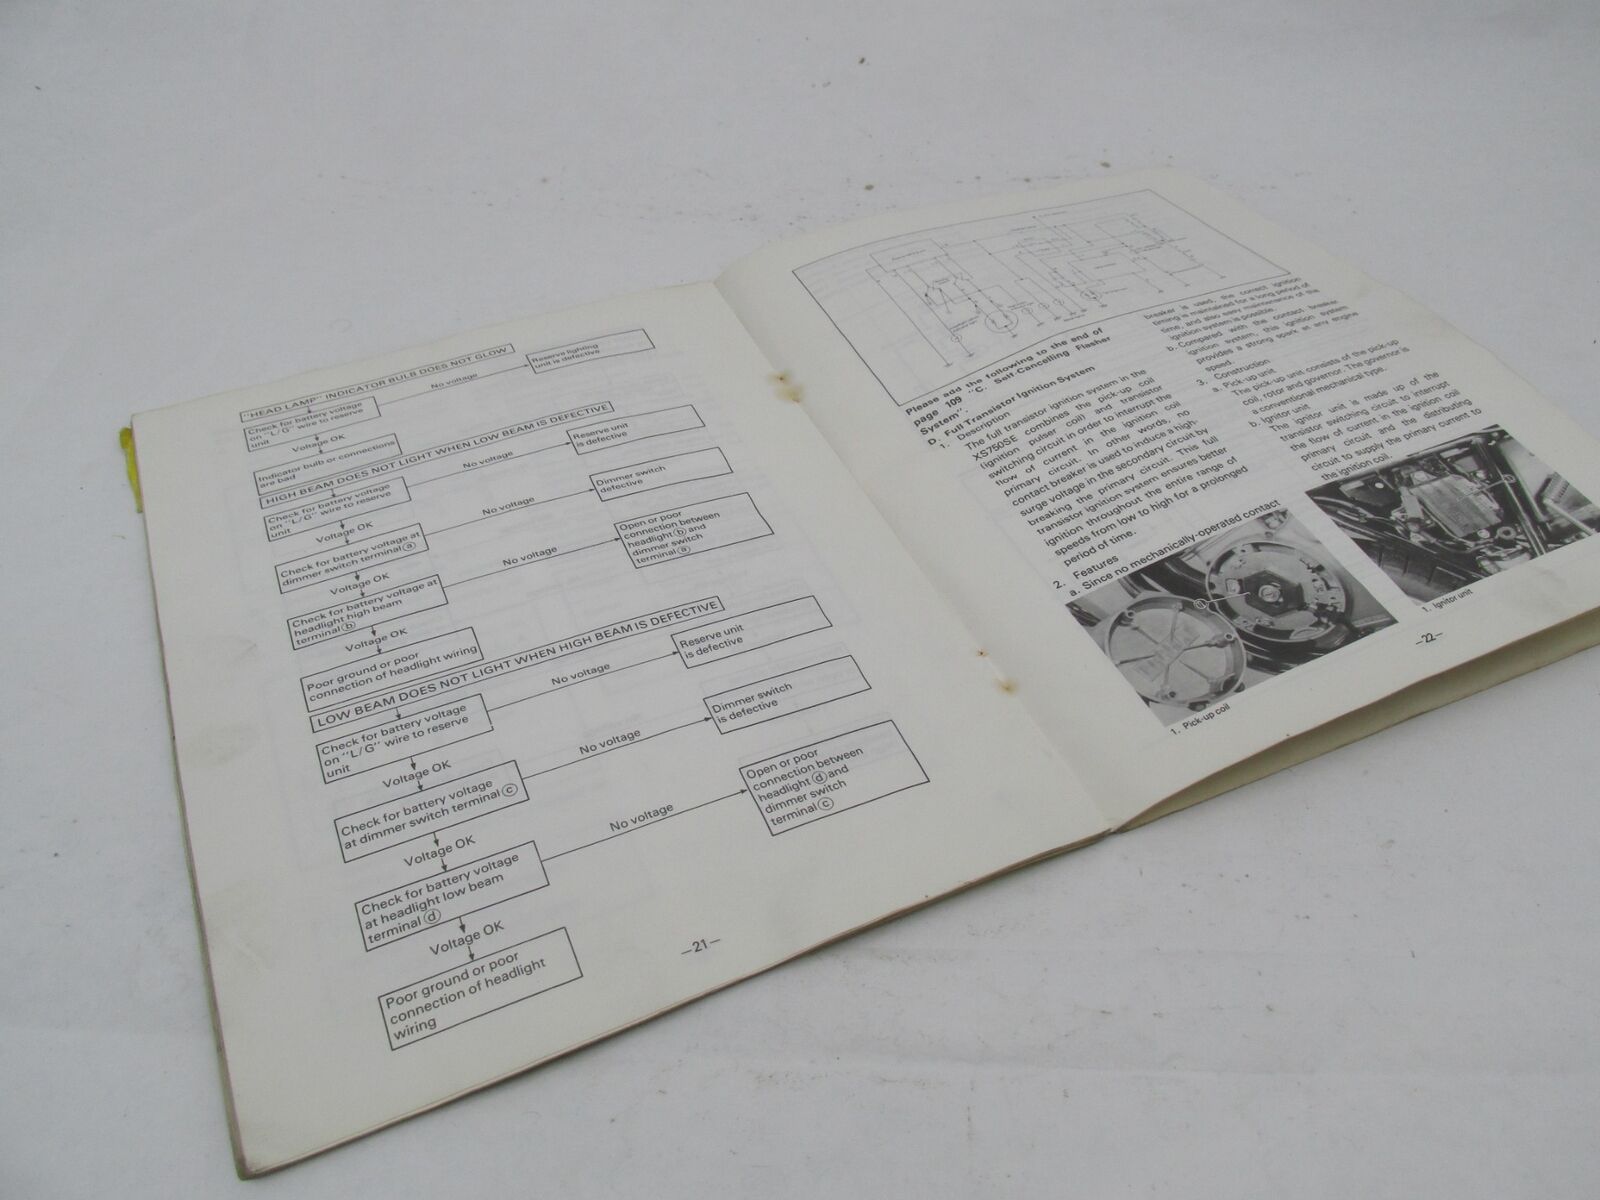 "HEAD LAMP" INDICATOR BULB DOES NOT GLOW
Check for battery voltage
on "L/G" wire to reserve
unit
No voltage
Reserve lighting
unit is defective
Voltage OK
Indicator bulb or connections
are bad
HIGH BEAM DOES NOT LIGHT WHEN LOW BEAM IS DEFECTIVE
Check for battery voltage
on "L/G" wire to reserve
unit
No voltage
Reserve unit
is defective
Voltage OK
Check for battery voltage at
dimmer switch terminal ⓐ
No voltage
Dimmer switch
defective
Voltage OK
Check for battery voltage at
headlight high beam
terminal ⓑ
No voltage
Open or poor
connection between
headlight ⓑ and
dimmer switch
terminal ⓐ
Voltage OK
Poor ground or poor
connection of headlight wiring
LOW BEAM DOES NOT LIGHT WHEN HIGH BEAM IS DEFECTIVE
Check for battery voltage
on "L/G" wire to reserve
unit
No voltage
Reserve unit
is defective
Voltage OK
Check for battery voltage
at dimmer switch terminal ⓒ
No voltage
Dimmer switch
is defective
Voltage OK
Check for battery voltage
at headlight low beam
terminal ⓓ
No voltage
Open or poor
connection between
headlight ⓓ and
dimmer switch
terminal ⓒ
Voltage OK
Poor ground or poor
connection of headlight
wiring
—21—
Please add the following to the end of
page 109 "C. Self-Cancelling Flasher
System".
D. Full Transistor Ignition System
1. Description
The full transistor ignition system in the
XS750SE combines the pick-up coil
(ignition pulser coil) and transistor
switching circuit in order to interrupt the
flow of current in the ignition coil
primary circuit. In other words, no
contact breaker is used to induce a high-
surge voltage in the secondary circuit by
breaking the primary circuit. This full
transistor ignition system ensures better
ignition throughout the entire range of
speeds from low to high for a prolonged
period of time.
2. Features
a. Since no mechanically-operated contact
1
1. Pick-up coil
breaker is used, the correct ignition
timing is maintained for a long period of
time, and also easy maintenance of the
ignition system is possible.
b. Compared with the contact breaker
ignition system, this ignition system
provides a strong spark at any engine
speed.
3. Construction
a. Pick-up unit
The pick-up unit consists of the pick-up
coil, rotor and governor. The governor is
a conventional mechanical type.
b. Ignitor unit
The ignitor unit is made up of the
transistor switching circuit to interrupt
the flow of current in the ignition coil
primary circuit and the distributing
circuit to supply the primary current to
the ignition coil.
1. Ignitor unit
—22—